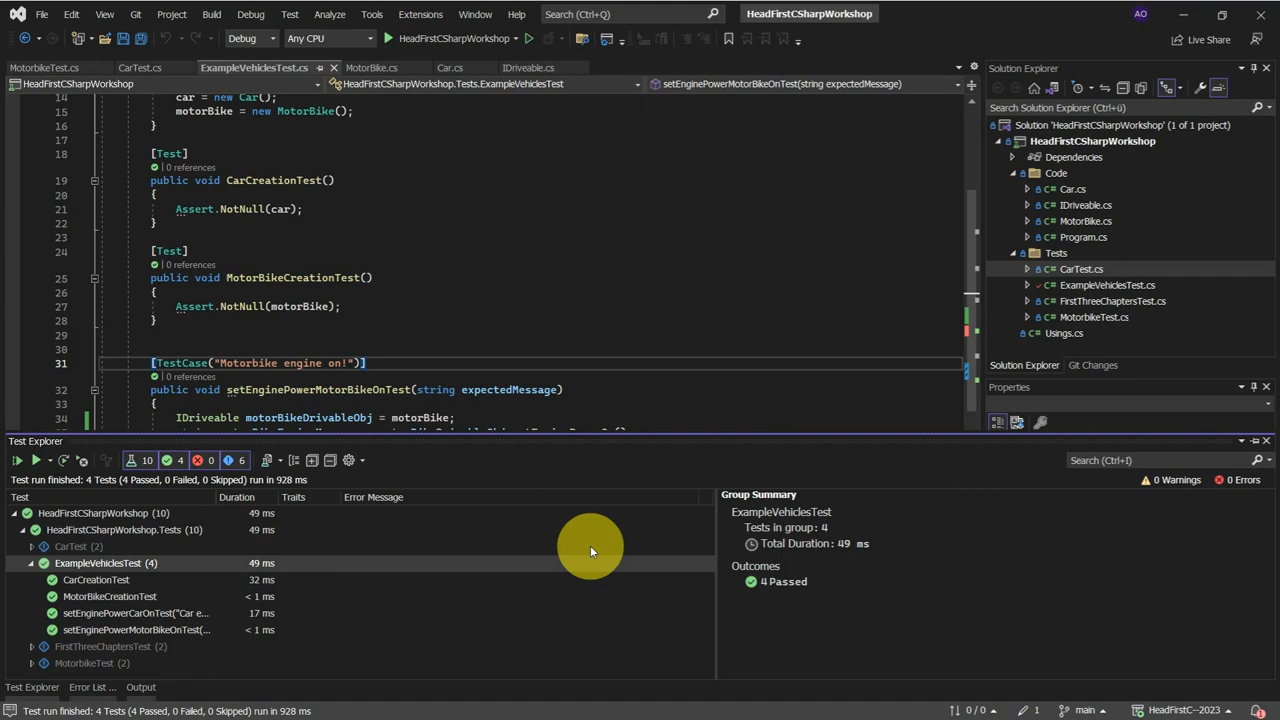 File Edit View Git Project Build Debug Test Analyze Tools Extensions Window Help Search (Ctrl+Q) HeadFirstCSharpWorkshop AO
Debug Any CPU HeadFirstCSharpWorkshop Live Share
MotorbikeTest.cs CarTest.cs ExampleVehiclesTest.cs MotorBike.cs Car.cs IDriveable.cs
HeadFirstCSharpWorkshop HeadFirstCSharpWorkshop.Tests.ExampleVehiclesTest setEnginePowerMotorBikeOnTest(string expectedMessage)
14 car = new Car();
15 motorBike = new MotorBike();
16 }
17
18 [Test]
0 references
19 public void CarCreationTest()
20 {
21 Assert.NotNull(car);
22 }
23
24 [Test]
0 references
25 public void MotorBikeCreationTest()
26 {
27 Assert.NotNull(motorBike);
28 }
29
30
31 [TestCase("Motorbike engine on!")]
0 references
32 public void setEnginePowerMotorBikeOnTest(string expectedMessage)
33 {
34 IDriveable motorBikeDrivableObj = motorBike;
Solution Explorer
Search Solution Explorer (Ctrl+ü)
Solution 'HeadFirstCSharpWorkshop' (1 of 1 project)
HeadFirstCSharpWorkshop
Dependencies
Code
C# Car.cs
C# IDriveable.cs
C# MotorBike.cs
C# Program.cs
Tests
C# CarTest.cs
C# ExampleVehiclesTest.cs
C# FirstThreeChaptersTest.cs
C# MotorbikeTest.cs
C# Usings.cs
Solution Explorer Git Changes
Properties
Test Explorer
10 4 0 6 Search (Ctrl+I)
Test run finished: 4 Tests (4 Passed, 0 Failed, 0 Skipped) run in 928 ms 0 Warnings 0 Errors
Test Duration Traits Error Message
HeadFirstCSharpWorkshop (10) 49 ms
HeadFirstCSharpWorkshop.Tests (10) 49 ms
CarTest (2)
ExampleVehiclesTest (4) 49 ms
CarCreationTest 32 ms
MotorBikeCreationTest < 1 ms
setEnginePowerCarOnTest("Car e... 17 ms
setEnginePowerMotorBikeOnTest(... < 1 ms
FirstThreeChaptersTest (2)
MotorbikeTest (2)
Group Summary
ExampleVehiclesTest
Tests in group: 4
Total Duration: 49 ms
Outcomes
4 Passed
Test Explorer Error List ... Output
Test run finished: 4 Tests (4 Passed, 0 Failed, 0 Skipped) run in 928 ms 0 / 0 1 main HeadFirstC--2023 1